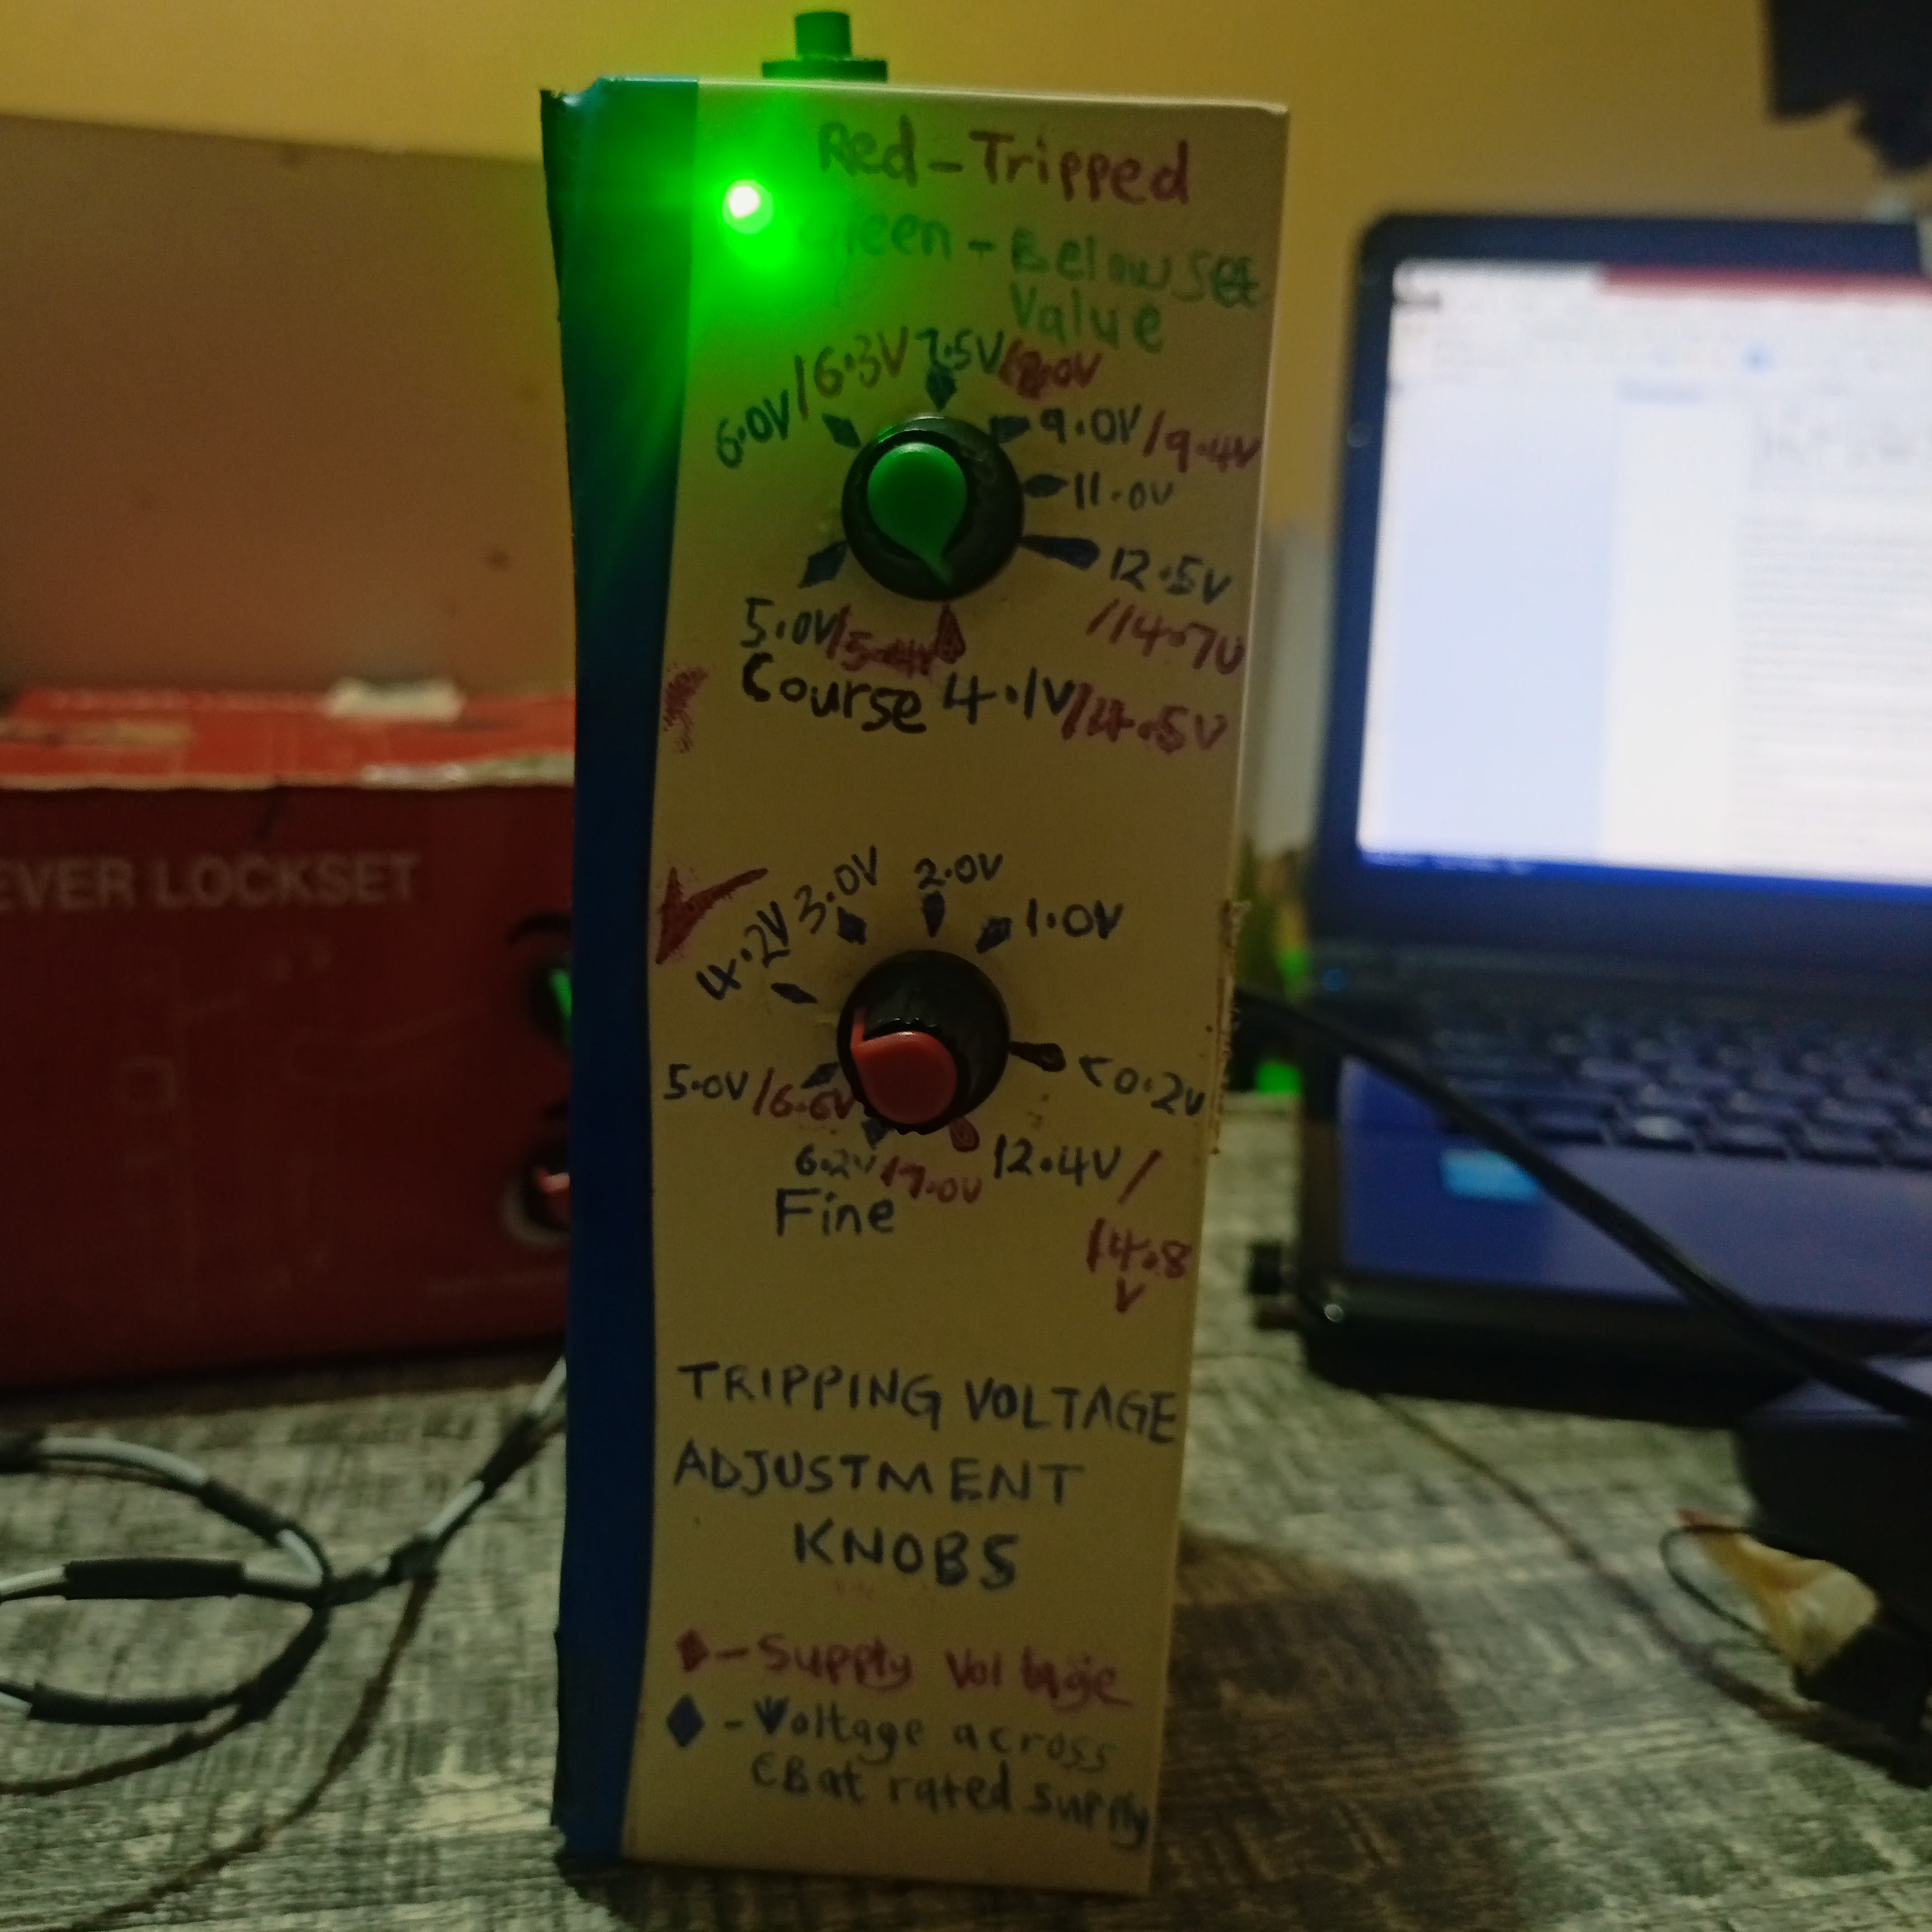 Red - Tripped
Green - Below Set
Value
6.0V/6.3V 7.5V/8.0V
9.0V/9.4V
11.0V
12.5V
/14.7V
5.0V/5.4V
Course 4.1V/4.5V
EVER LOCKSET
4.2V 3.0V 2.0V 1.0V
<0.2V
5.0V/6.6V
6.2V/7.0V 12.4V/
14.8
V
Fine
TRIPPING VOLTAGE
ADJUSTMENT
KNOBS
- Supply Voltage
- Voltage across
CB at rated supply